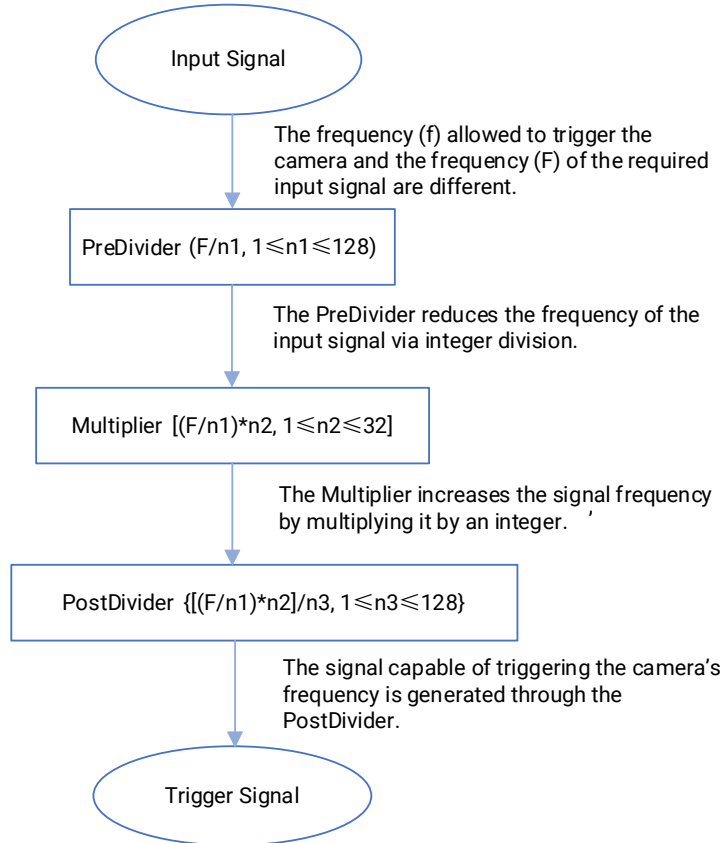 Input Signal
The frequency (f) allowed to trigger the
camera and the frequency (F) of the required
input signal are different.
PreDivider (F/n1, 1≤n1≤128)
The PreDivider reduces the frequency of the
input signal via integer division.
Multiplier [(F/n1)*n2, 1≤n2≤32]
The Multiplier increases the signal frequency
by multiplying it by an integer. ′
PostDivider {[(F/n1)*n2]/n3, 1≤n3≤128}
The signal capable of triggering the camera’s
frequency is generated through the
PostDivider.
Trigger Signal